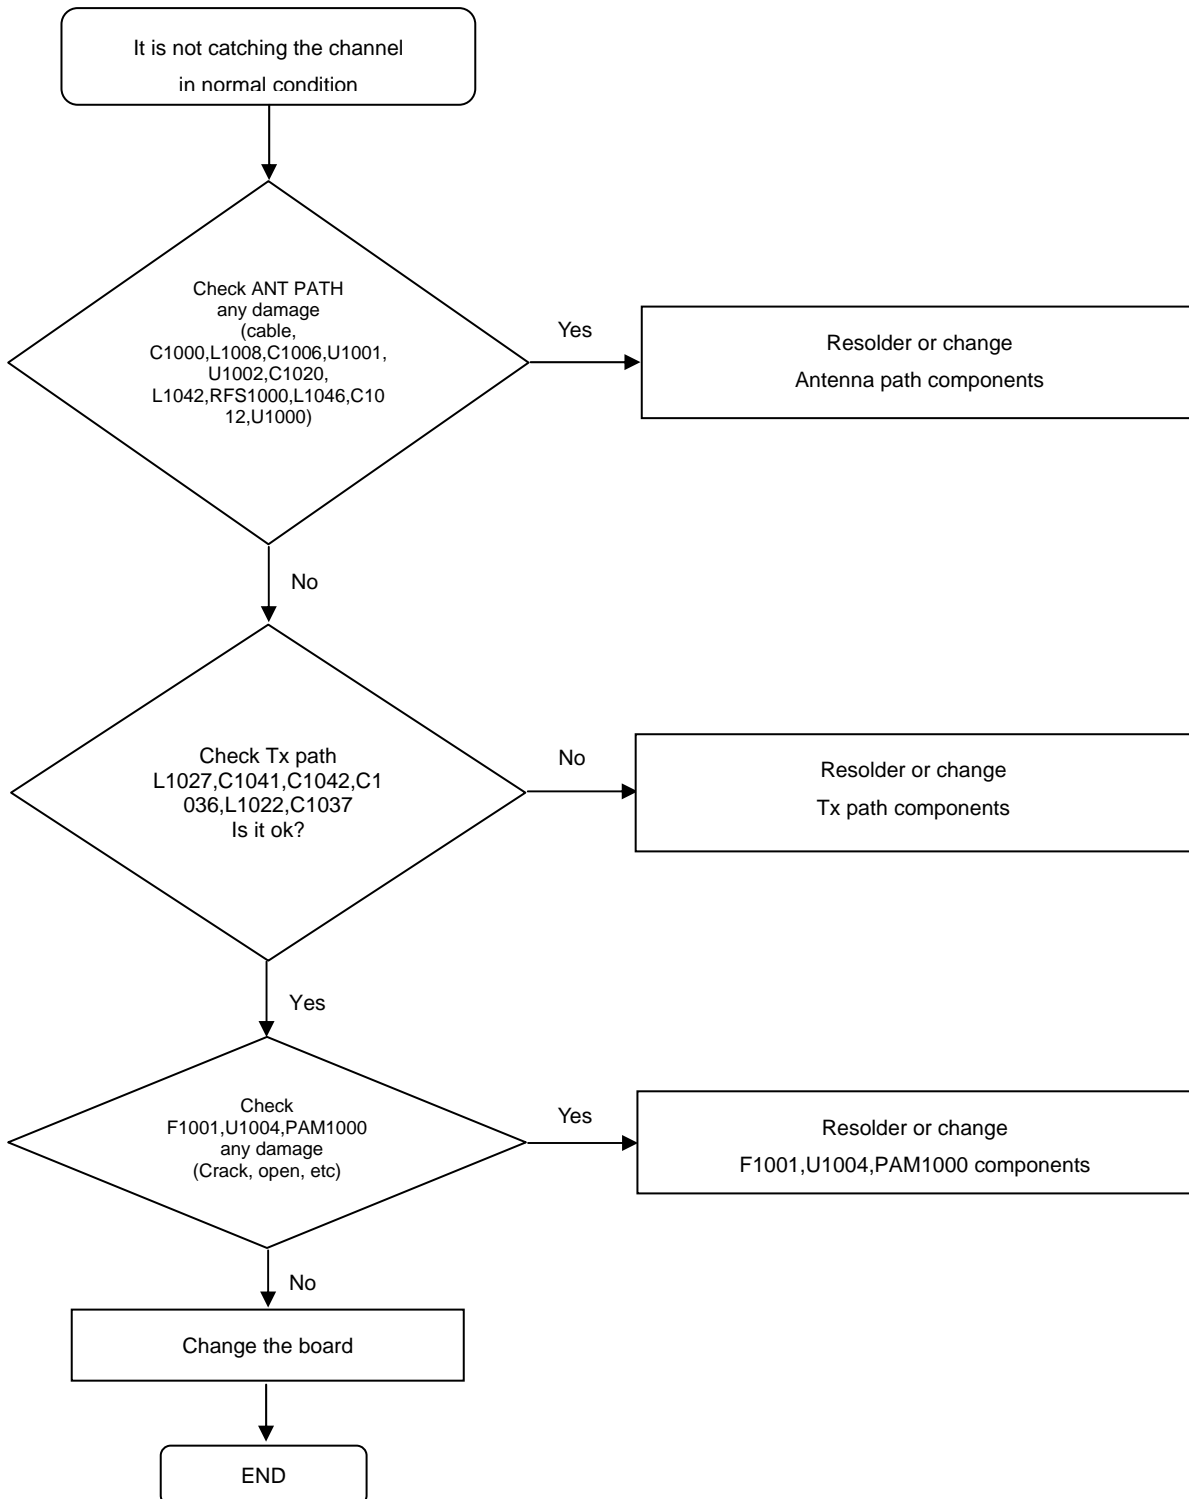 It is not catching the channel
in normal condition
Check ANT PATH
any damage
(cable,
C1000,L1008,C1006,U1001,
U1002,C1020,
L1042,RFS1000,L1046,C10
12,U1000)
Yes
Resolder or change
Antenna path components
No
Check Tx path
L1027,C1041,C1042,C1
036,L1022,C1037
Is it ok?
No
Resolder or change
Tx path components
Yes
Check
F1001,U1004,PAM1000
any damage
(Crack, open, etc)
Yes
Resolder or change
F1001,U1004,PAM1000 components
No
Change the board
END